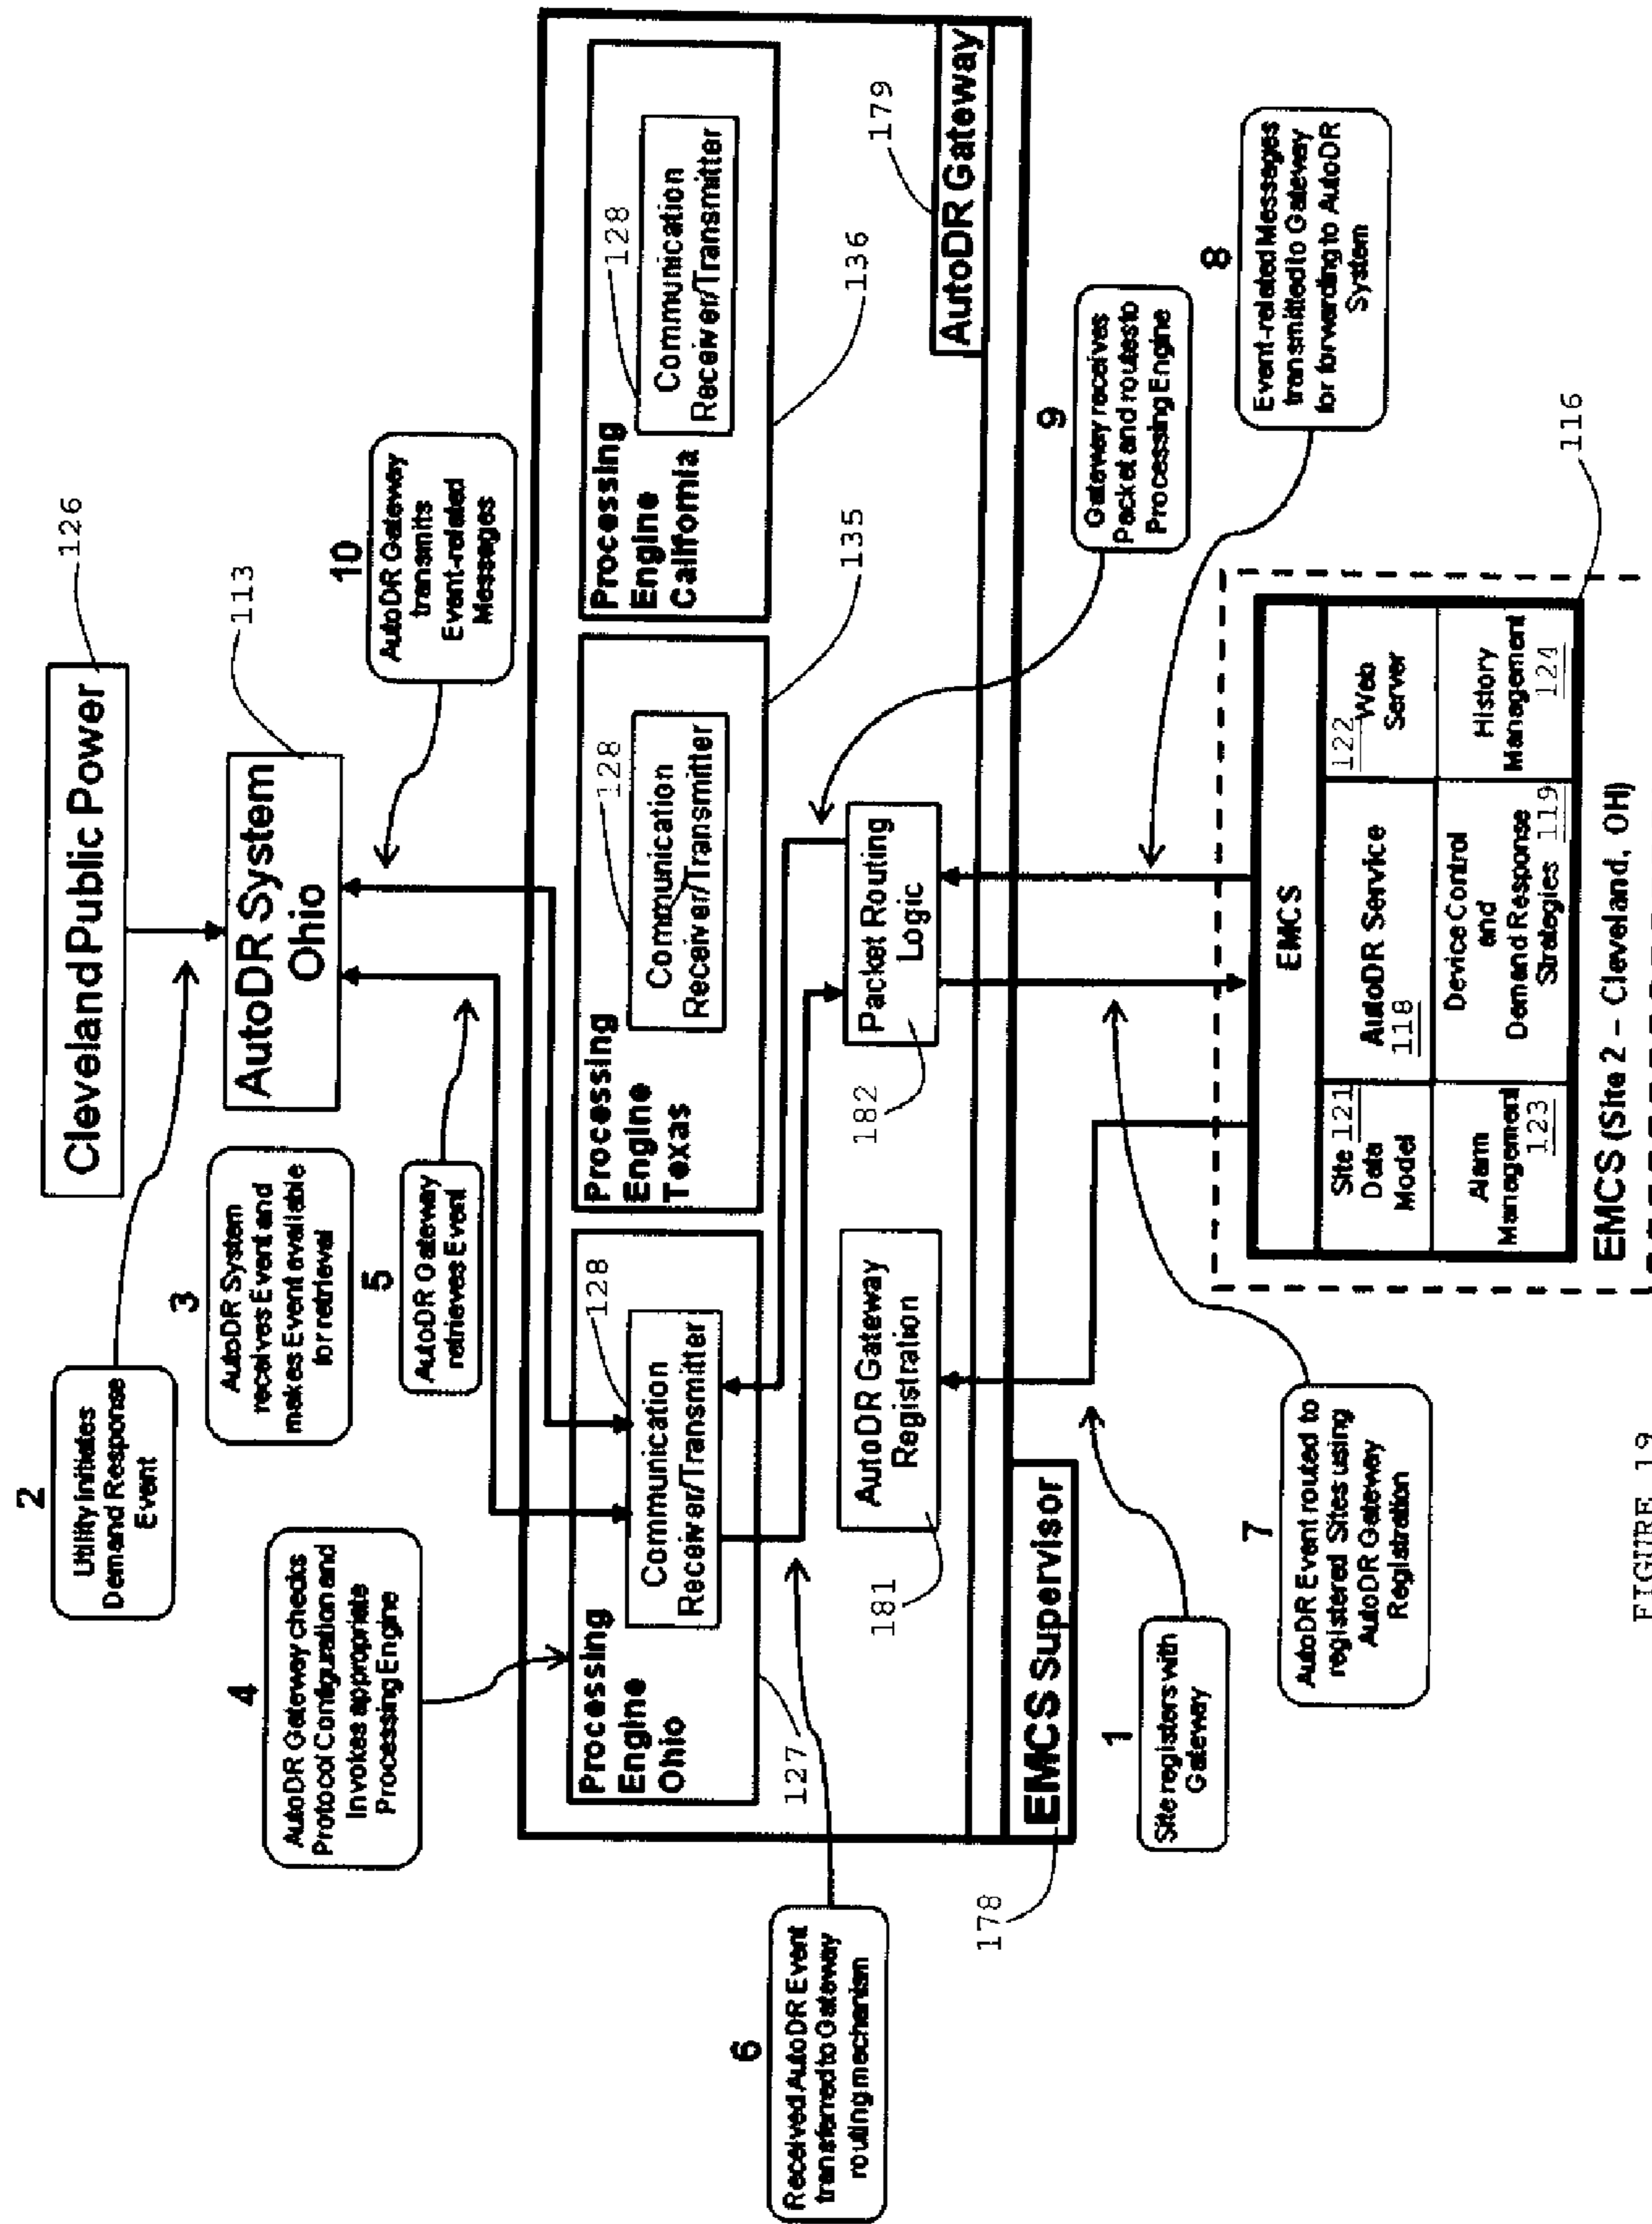 Cleveland Public Power
126
AutoDR System
Ohio
113
2
Utility initiates
Demand Response
Event
3
AutoDR System
receives Event and
makes Event available
for retrieval
4
AutoDR Gateway checks
Protocol Configuration and
Invokes appropriate
Processing Engine
5
AutoDR Gateway
retrieves Event
10
AutoDR Gateway
transmits
Event-related
Messages
Processing
Engine
Ohio
128
Communication
Receiver/Transmitter
127
Processing
Engine
Texas
128
Communication
Receiver/Transmitter
135
Processing
Engine
California
128
Communication
Receiver/Transmitter
136
AutoDR Gateway
Registration
181
Packet Routing
Logic
182
AutoDR Gateway
179
EMCS Supervisor
178
6
Received AutoDR Event
transferred to Gateway
routing mechanism
9
Gateway receives
Packet and routes to
Processing Engine
8
Event-related Messages
transmitted to Gateway
for forwarding to AutoDR
System
1
Site registers with
Gateway
7
AutoDR Event routed to
registered Sites using
AutoDR Gateway
Registration
116
EMCS
Site 121
Data
Model
AutoDR Service
118
122
Web
Server
Alarm
Management
123
Device Control
and
Demand Response
Strategies 119
History
Management
124
EMCS (Site 2 – Cleveland, OH)
FIGURE 19